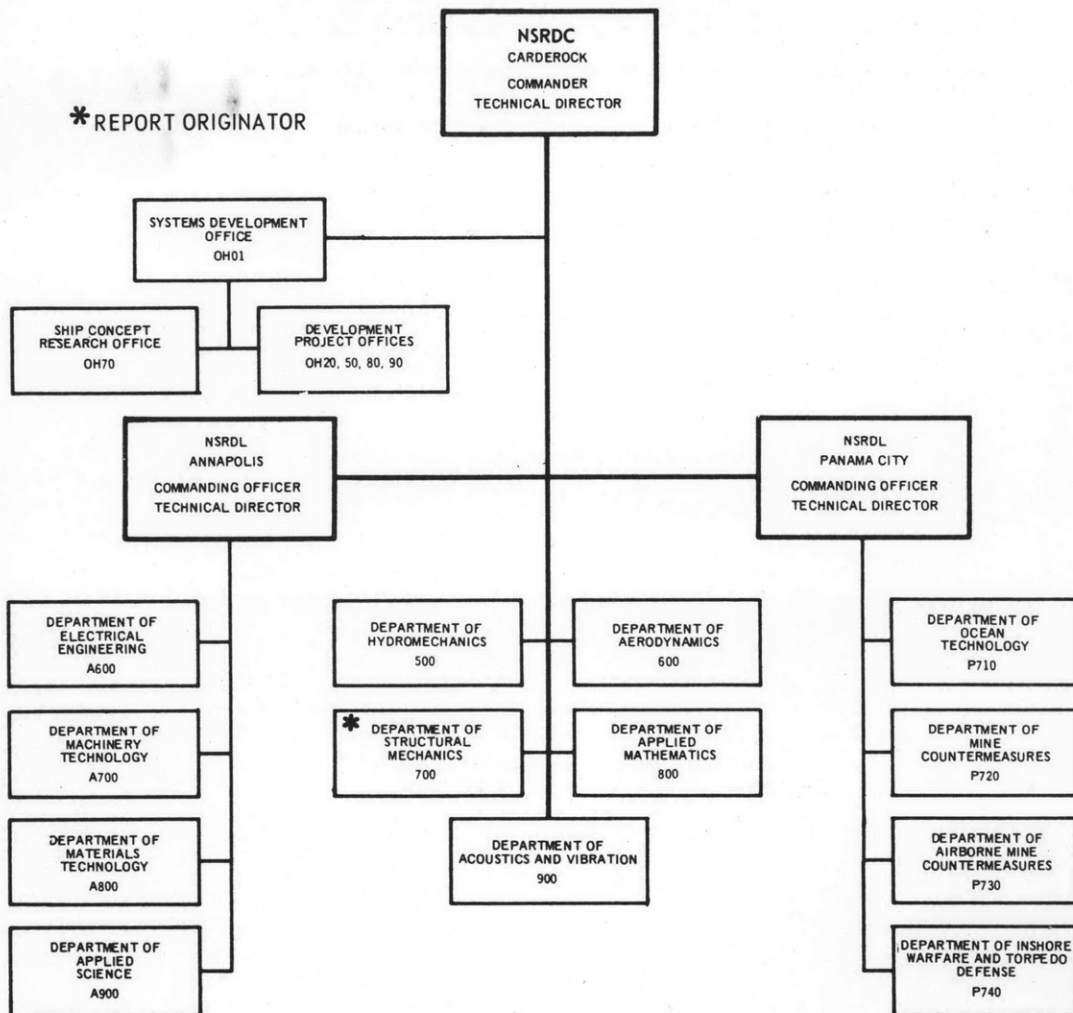 NSRDC
CARDEROCK
COMMANDER
TECHNICAL DIRECTOR
* REPORT ORIGINATOR
SYSTEMS DEVELOPMENT
OFFICE
OH01
SHIP CONCEPT
RESEARCH OFFICE
OH70
DEVELOPMENT
PROJECT OFFICES
OH20, 50, 80, 90
NSRDL
ANNAPOLIS
COMMANDING OFFICER
TECHNICAL DIRECTOR
NSRDL
PANAMA CITY
COMMANDING OFFICER
TECHNICAL DIRECTOR
DEPARTMENT OF
ELECTRICAL
ENGINEERING
A600
DEPARTMENT OF
HYDROMECHANICS
500
DEPARTMENT OF
AERODYNAMICS
600
DEPARTMENT OF
OCEAN
TECHNOLOGY
P710
DEPARTMENT OF
MACHINERY
TECHNOLOGY
A700
* DEPARTMENT OF
STRUCTURAL
MECHANICS
700
DEPARTMENT OF
APPLIED
MATHEMATICS
800
DEPARTMENT OF
MINE
COUNTERMEASURES
P720
DEPARTMENT OF
MATERIALS
TECHNOLOGY
A800
DEPARTMENT OF
ACOUSTICS AND VIBRATION
900
DEPARTMENT OF
AIRBORNE MINE
COUNTERMEASURES
P730
DEPARTMENT OF
APPLIED
SCIENCE
A900
DEPARTMENT OF INSHORE
WARFARE AND TORPEDO
DEFENSE
P740